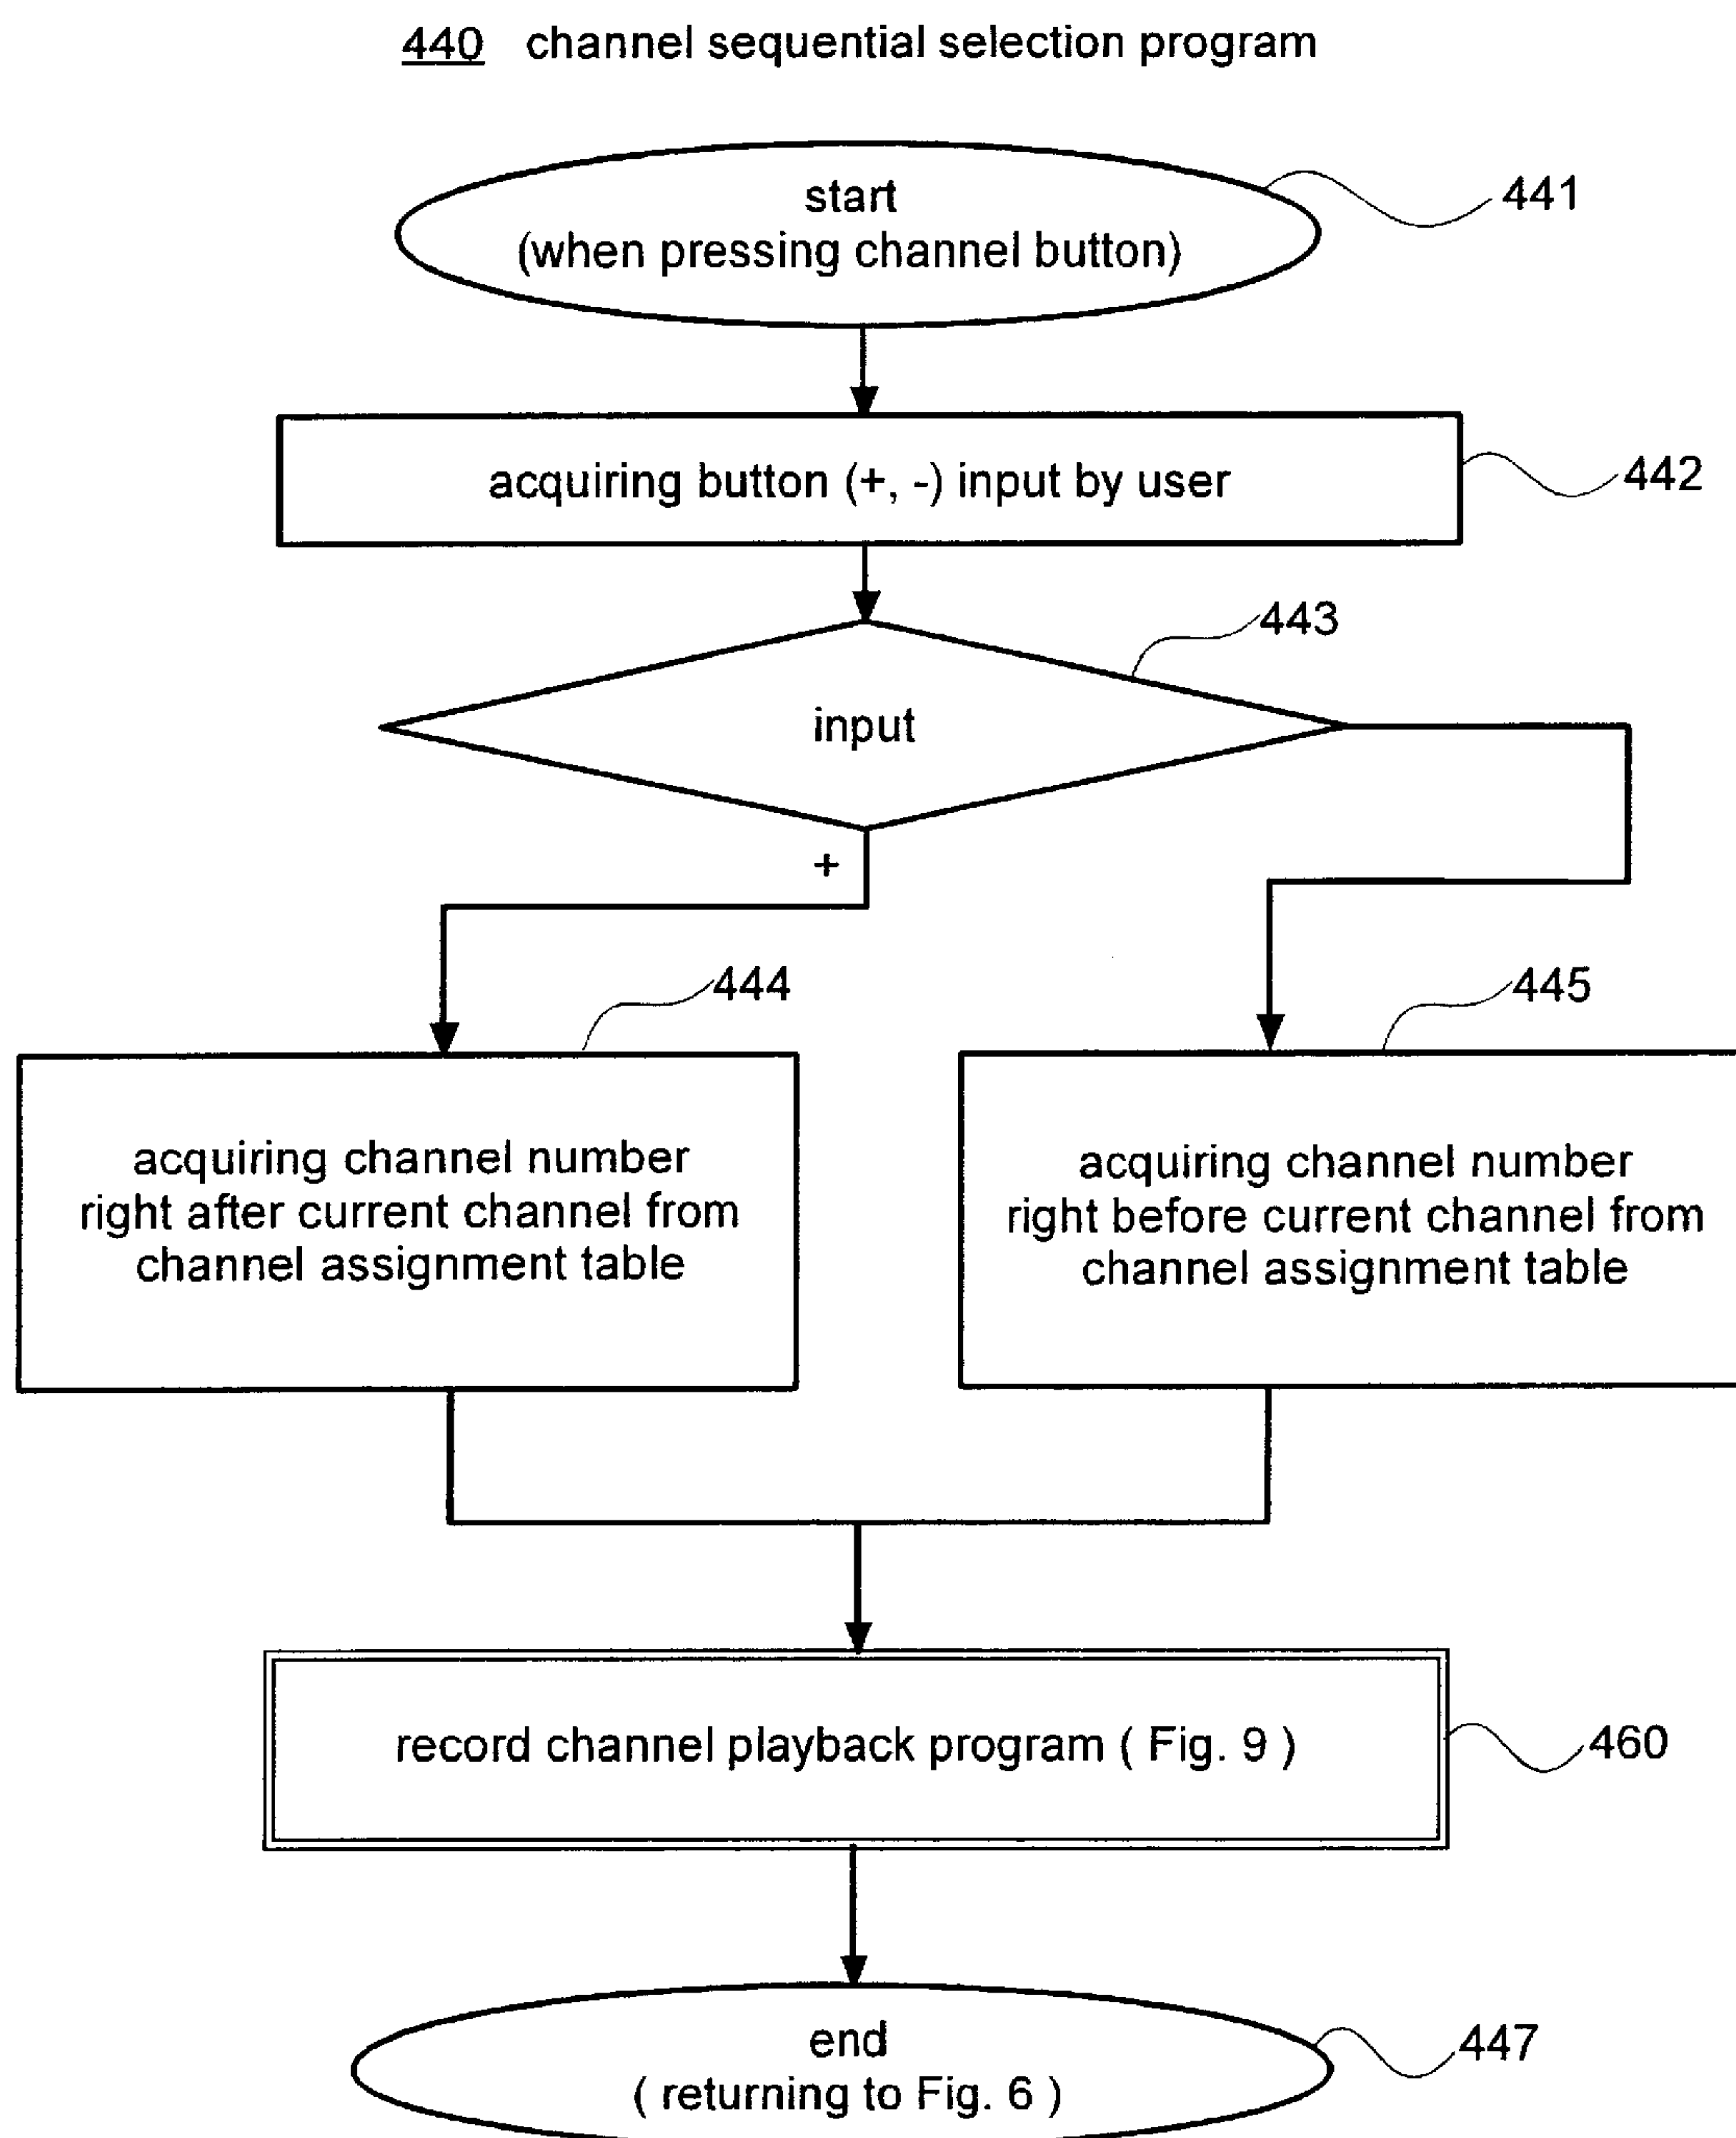 440 channel sequential selection program
start
(when pressing channel button)
441
acquiring button (+, -) input by user
442
443
input
+
444
445
acquiring channel number
right after current channel from
channel assignment table
acquiring channel number
right before current channel from
channel assignment table
record channel playback program ( Fig. 9 )
460
end
( returning to Fig. 6 )
447